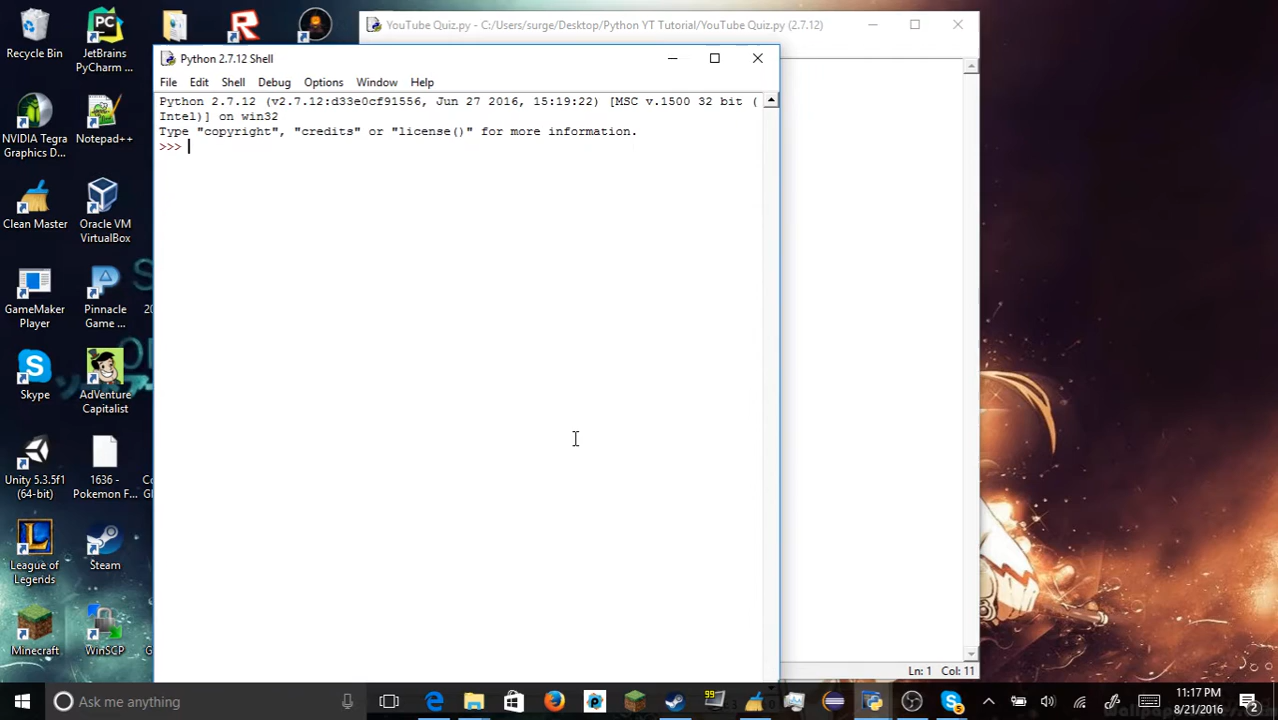 YouTube Quiz.py - C:/Users/surge/Desktop/Python YT Tutorial/YouTube Quiz.py (2.7.12)
Python 2.7.12 Shell
File Edit Shell Debug Options Window Help
Python 2.7.12 (v2.7.12:d33e0cf91556, Jun 27 2016, 15:19:22) [MSC v.1500 32 bit (
Intel)] on win32
Type "copyright", "credits" or "license()" for more information.
>>>
Recycle Bin
JetBrains
PyCharm ...
NVIDIA Tegra
Graphics D...
Notepad++
Clean Master
Oracle VM
VirtualBox
GameMaker
Player
Pinnacle
Game ...
Skype
AdVenture
Capitalist
Unity 5.3.5f1
(64-bit)
1636 -
Pokemon F...
League of
Legends
Steam
Minecraft
WinSCP
Ln: 1 Col: 11
Ask me anything
99
5
11:17 PM
8/21/2016
2